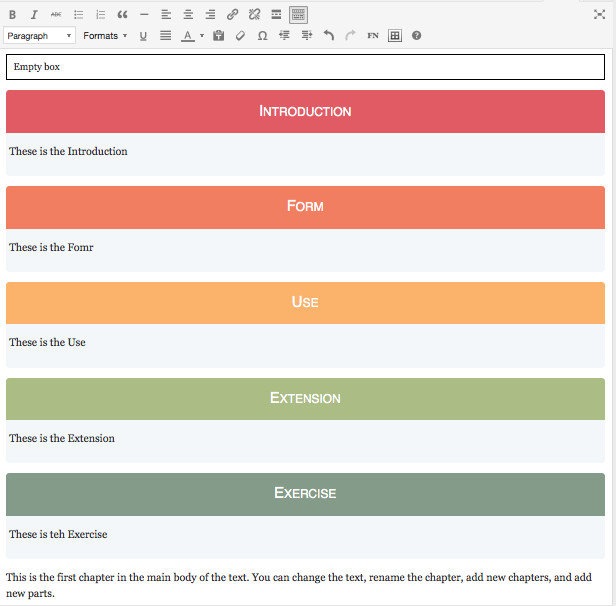 B I ABC
Paragraph Formats U A Ω FN
Empty box
INTRODUCTION
These is the Introduction
FORM
These is the Fomr
USE
These is the Use
EXTENSION
These is the Extension
EXERCISE
These is teh Exercise
This is the first chapter in the main body of the text. You can change the text, rename the chapter, add new chapters, and add
new parts.